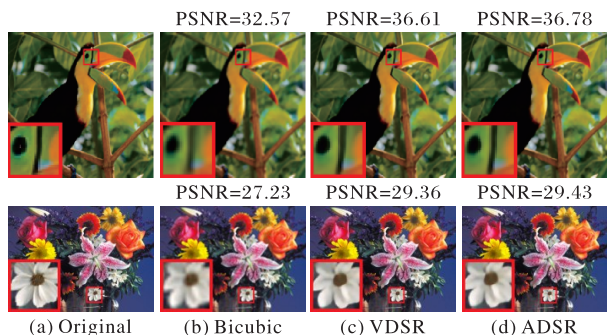 PSNR=32.57 PSNR=36.61 PSNR=36.78
PSNR=27.23 PSNR=29.36 PSNR=29.43
(a) Original (b) Bicubic (c) VDSR (d) ADSR